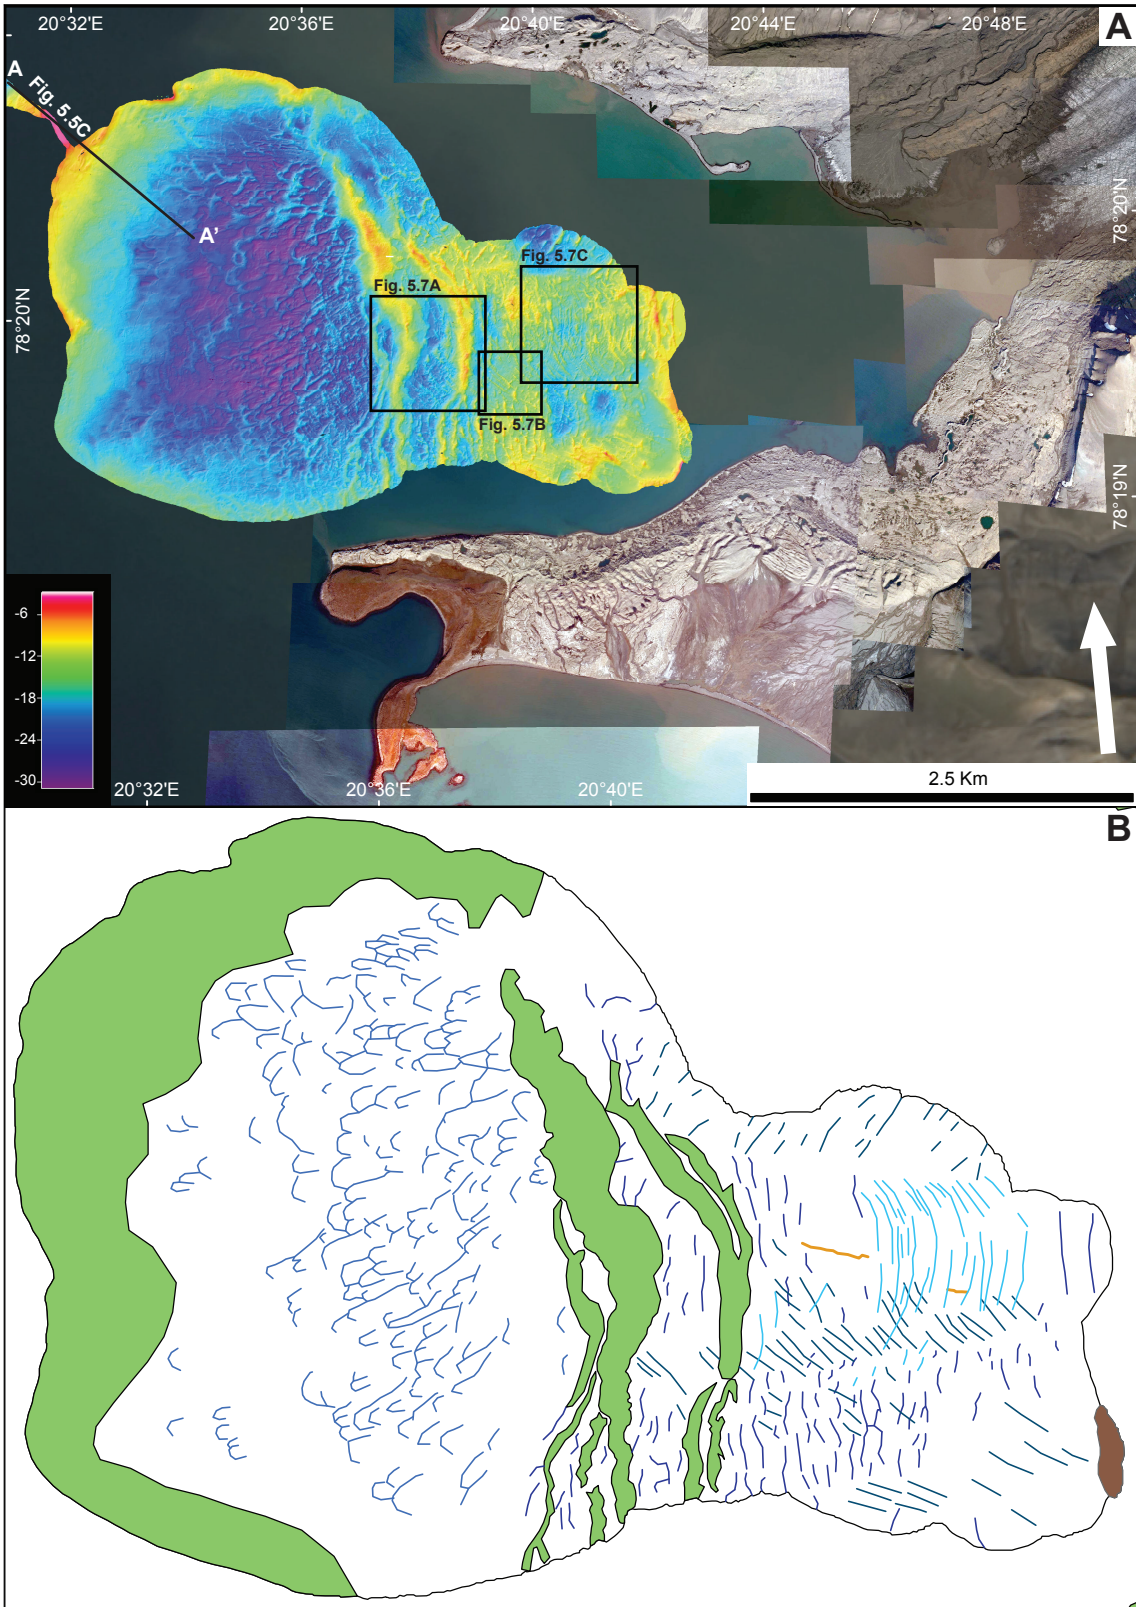 20°32'E 20°36'E 20°40'E 20°44'E 20°48'E A
A
Fig. 5.5C
A'
78°20'N
Fig. 5.7C
Fig. 5.7A
78°20'N
Fig. 5.7B
78°19'N
-6
-12
-18
-24
-30
20°32'E 20°36'E 20°40'E
2.5 Km
B